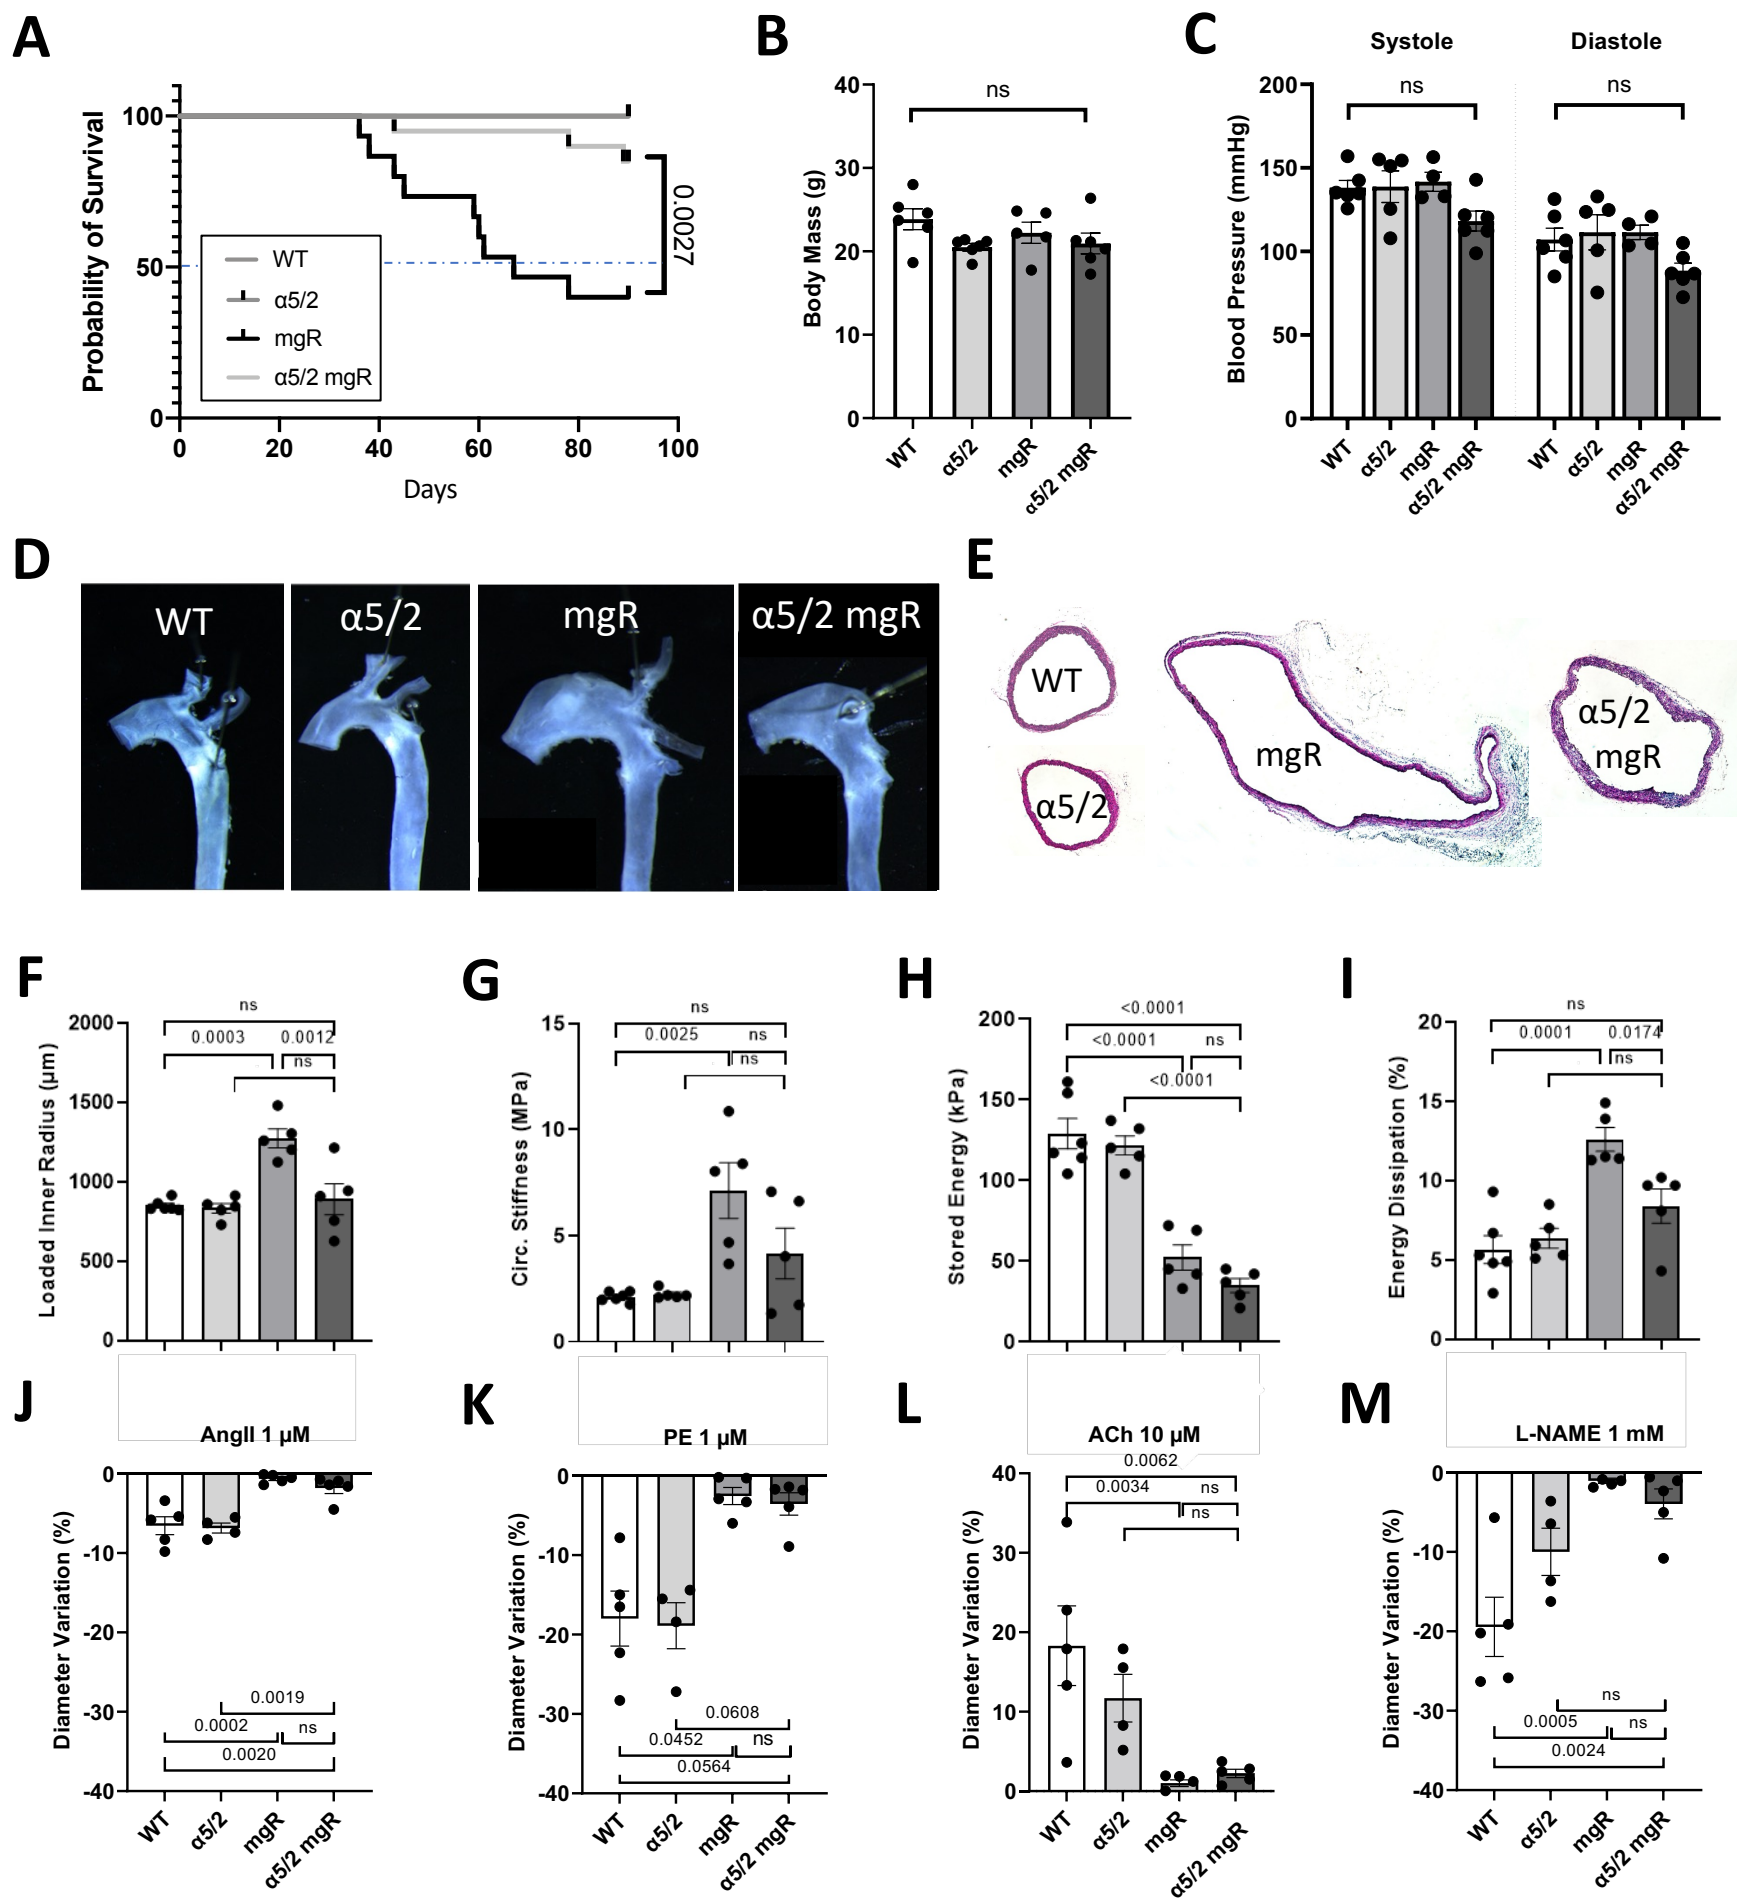 A
Probability of Survival
100
50
0
0 20 40 60 80 100
Days
WT
α5/2
mgR
α5/2 mgR
0.0027
B
Body Mass (g)
40
30
20
10
0
ns
WT α5/2 mgR α5/2 mgR
C
Systole Diastole
Blood Pressure (mmHg)
200
150
100
50
0
ns ns
WT α5/2 mgR α5/2 mgR WT α5/2 mgR α5/2 mgR
D
WT α5/2 mgR α5/2 mgR
E
WT
α5/2
mgR
α5/2
mgR
F
Loaded Inner Radius (µm)
2000
1500
1000
500
0
ns
0.0003 0.0012
ns
G
Circ. Stiffness (MPa)
15
10
5
0
ns
0.0025 ns
ns
H
Stored Energy (kPa)
200
150
100
50
0
<0.0001
<0.0001 ns
<0.0001
I
Energy Dissipation (%)
20
15
10
5
0
ns
0.0001 0.0174
ns
J
AngII 1 µM
Diameter Variation (%)
0
-10
-20
-30
-40
0.0019
0.0002 ns
0.0020
WT α5/2 mgR α5/2 mgR
K
PE 1 µM
Diameter Variation (%)
0
-10
-20
-30
-40
0.0608
0.0452 ns
0.0564
WT α5/2 mgR α5/2 mgR
L
ACh 10 µM
Diameter Variation (%)
40
30
20
10
0
0.0062
0.0034 ns
ns
WT α5/2 mgR α5/2 mgR
M
L-NAME 1 mM
Diameter Variation (%)
0
-10
-20
-30
-40
ns
0.0005 ns
0.0024
WT α5/2 mgR α5/2 mgR